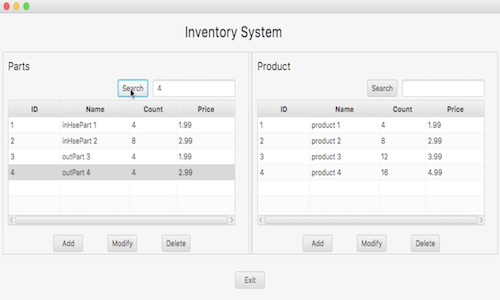 Inventory System
Parts
Search 4
ID Name Count Price
1 inHsePart 1 4 1.99
2 inHsePart 2 8 2.99
3 outPart 3 4 1.99
4 outPart 4 4 2.99
Add Modify Delete
Product
Search
ID Name Count Price
1 product 1 4 1.99
2 product 2 8 2.99
3 product 3 12 3.99
4 product 4 16 4.99
Add Modify Delete
Exit